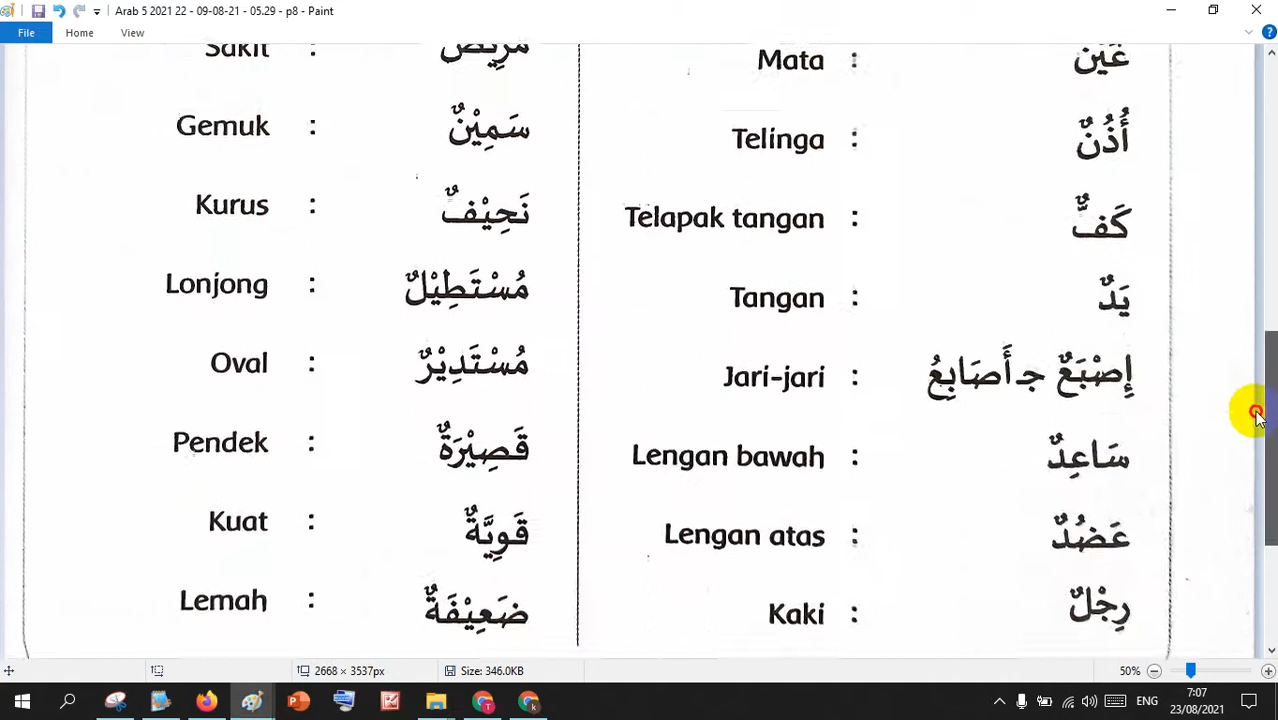 Arab 5 2021 22 - 09-08-21 - 05.29 - p8 - Paint
File Home View
عَيْنٌ : Mata
أُذُنٌ : Telinga
كَفٌّ : Telapak tangan
يَدٌ : Tangan
إِصْبَعٌ جـ أَصَابِعُ : Jari-jari
سَاعِدٌ : Lengan bawah
عَضُدٌ : Lengan atas
رِجْلٌ : Kaki
مَرِيْضٌ : Sakit
سَمِيْنٌ : Gemuk
نَحِيْفٌ : Kurus
مُسْتَطِيْلٌ : Lonjong
مُسْتَدِيْرٌ : Oval
قَصِيْرَةٌ : Pendek
قَوِيَّةٌ : Kuat
ضَعِيْفَةٌ : Lemah
2668 × 3537px Size: 346.0KB 50%
ENG 7:07
23/08/2021